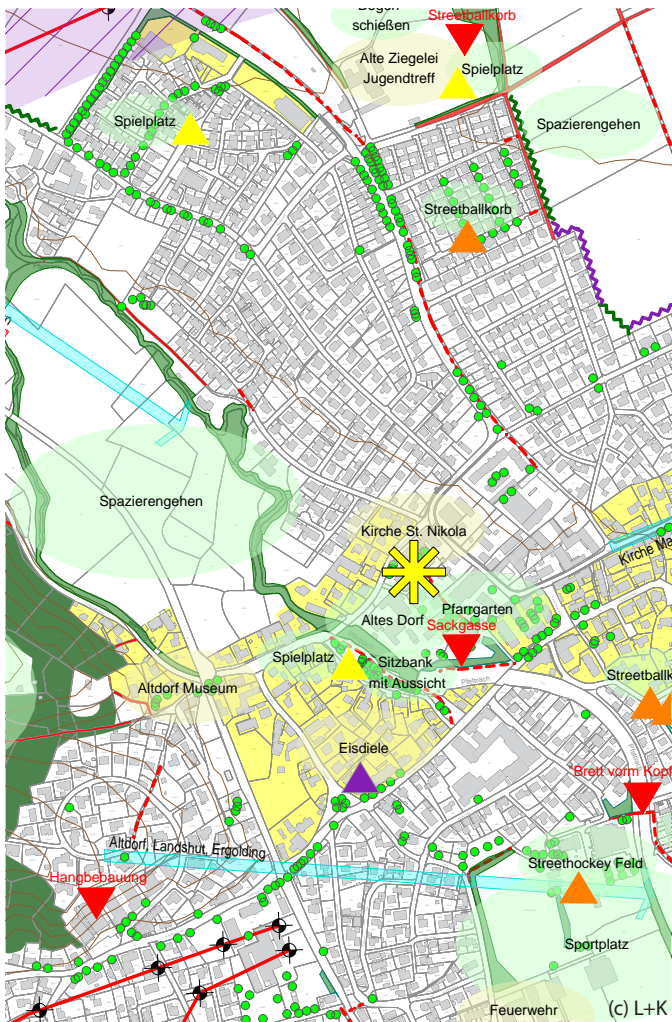 Bogen
schießen
Streetballkorb
Alte Ziegelei
Jugendtreff
Spielplatz
Spielplatz
Spazierengehen
Streetballkorb
Spazierengehen
Kirche St. Nikola
Kirche Ma
Altes Dorf
Pfarrgarten
Sackgasse
Spielplatz
Sitzbank
mit Aussicht
Pfettrach
Altdorf Museum
Streetballk
Eisdiele
"Brett vorm Kopf
Altdorf, Landshut, Ergolding
Hangbebauung
Streethockey Feld
Sportplatz
Feuerwehr
(c) L+K